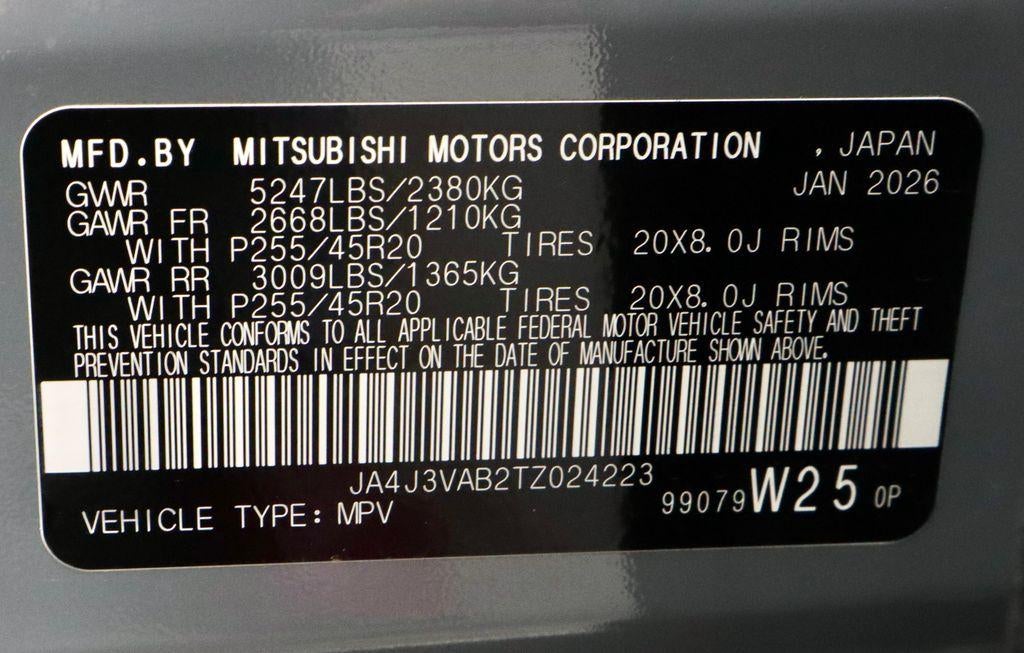 MFD.BY MITSUBISHI MOTORS CORPORATION , JAPAN
GVWR 5247LBS/2380KG JAN 2026
GAWR FR 2668LBS/1210KG
WITH P255/45R20 TIRES 20X8.0J RIMS
GAWR RR 3009LBS/1365KG
WITH P255/45R20 TIRES 20X8.0J RIMS
THIS VEHICLE CONFORMS TO ALL APPLICABLE FEDERAL MOTOR VEHICLE SAFETY AND THEFT
PREVENTION STANDARDS IN EFFECT ON THE DATE OF MANUFACTURE SHOWN ABOVE.
JA4J3VAB2TZ024223
VEHICLE TYPE: MPV 99079 W25 0P